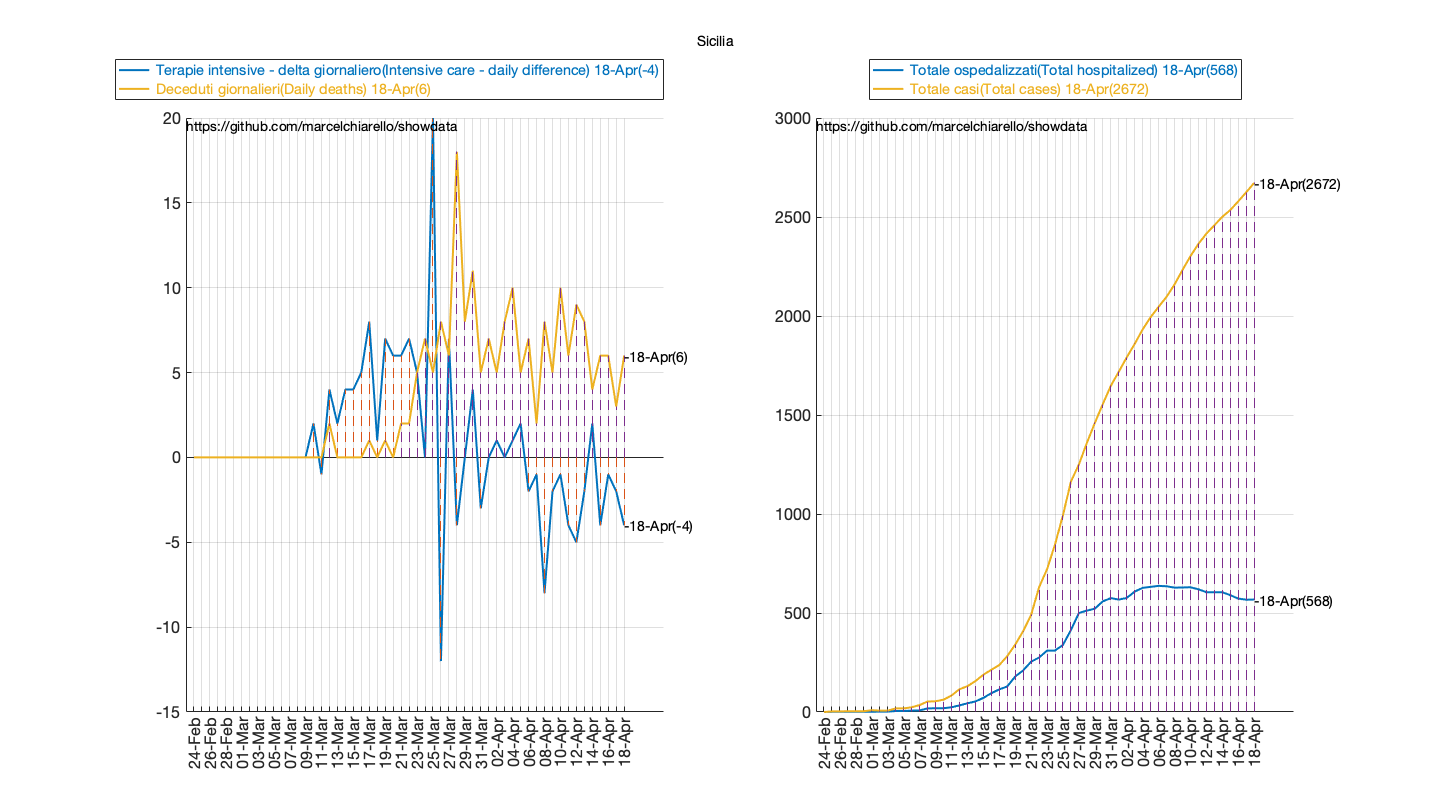 Sicilia
Terapie intensive - delta giornaliero(Intensive care - daily difference) 18-Apr(-4)
Deceduti giornalieri(Daily deaths) 18-Apr(6)
https://github.com/marcelchiarello/showdata
20
15
10
5
0
-5
-10
-15
18-Apr(6)
18-Apr(-4)
24-Feb
26-Feb
28-Feb
01-Mar
03-Mar
05-Mar
07-Mar
09-Mar
11-Mar
13-Mar
15-Mar
17-Mar
19-Mar
21-Mar
23-Mar
25-Mar
27-Mar
29-Mar
31-Mar
02-Apr
04-Apr
06-Apr
08-Apr
10-Apr
12-Apr
14-Apr
16-Apr
18-Apr
Totale ospedalizzati(Total hospitalized) 18-Apr(568)
Totale casi(Total cases) 18-Apr(2672)
https://github.com/marcelchiarello/showdata
3000
2500
2000
1500
1000
500
0
18-Apr(2672)
18-Apr(568)
24-Feb
26-Feb
28-Feb
01-Mar
03-Mar
05-Mar
07-Mar
09-Mar
11-Mar
13-Mar
15-Mar
17-Mar
19-Mar
21-Mar
23-Mar
25-Mar
27-Mar
29-Mar
31-Mar
02-Apr
04-Apr
06-Apr
08-Apr
10-Apr
12-Apr
14-Apr
16-Apr
18-Apr